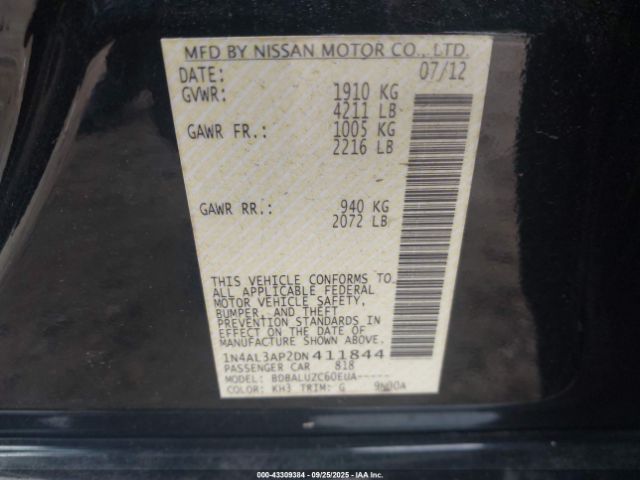 MFD BY NISSAN MOTOR CO., LTD.
DATE: 07/12
GVWR: 1910 KG
4211 LB
GAWR FR.: 1005 KG
2216 LB
GAWR RR.: 940 KG
2072 LB
THIS VEHICLE CONFORMS TO
ALL APPLICABLE FEDERAL
MOTOR VEHICLE SAFETY,
BUMPER, AND THEFT
PREVENTION STANDARDS IN
EFFECT ON THE DATE OF
MANUFACTURE SHOWN ABOVE.
1N4AL3AP2DN411844
PASSENGER CAR 818
MODEL: BDBALUZC60EUA-----
COLOR: KH3 TRIM: G
000-43309384 - 09/25/2025 - IAA Inc.